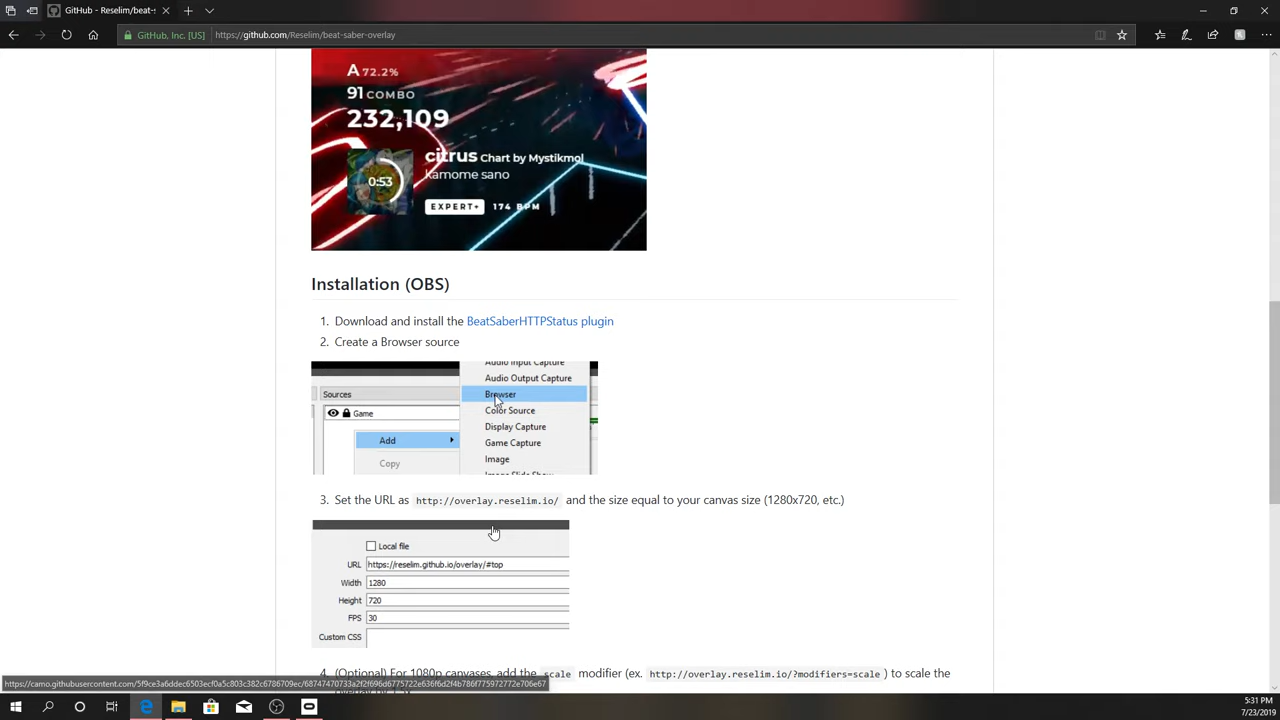 GitHub - Reselim/beat-
GitHub, Inc. [US]
https://github.com/Reselim/beat-saber-overlay
A 72.2%
91 COMBO
232,109
citrus Chart by Mystikmol
Kamome sano
0:53
EXPERT+ 174 BPM
Installation (OBS)
1. Download and install the BeatSaberHTTPStatus plugin
2. Create a Browser source
Audio Input Capture
Audio Output Capture
Sources
Browser
Game
Color Source
Display Capture
Add
Game Capture
Copy
Image
Image Slide Show
3. Set the URL as http://overlay.reselim.io/ and the size equal to your canvas size (1280x720, etc.)
Local file
URL https://reselim.github.io/overlay/#top
Width 1280
Height 720
FPS 30
Custom CSS
4. (Optional) For 1080p canvases, add the scale modifier (ex. http://overlay.reselim.io/?modifiers=scale ) to scale the
5:31 PM
7/23/2019